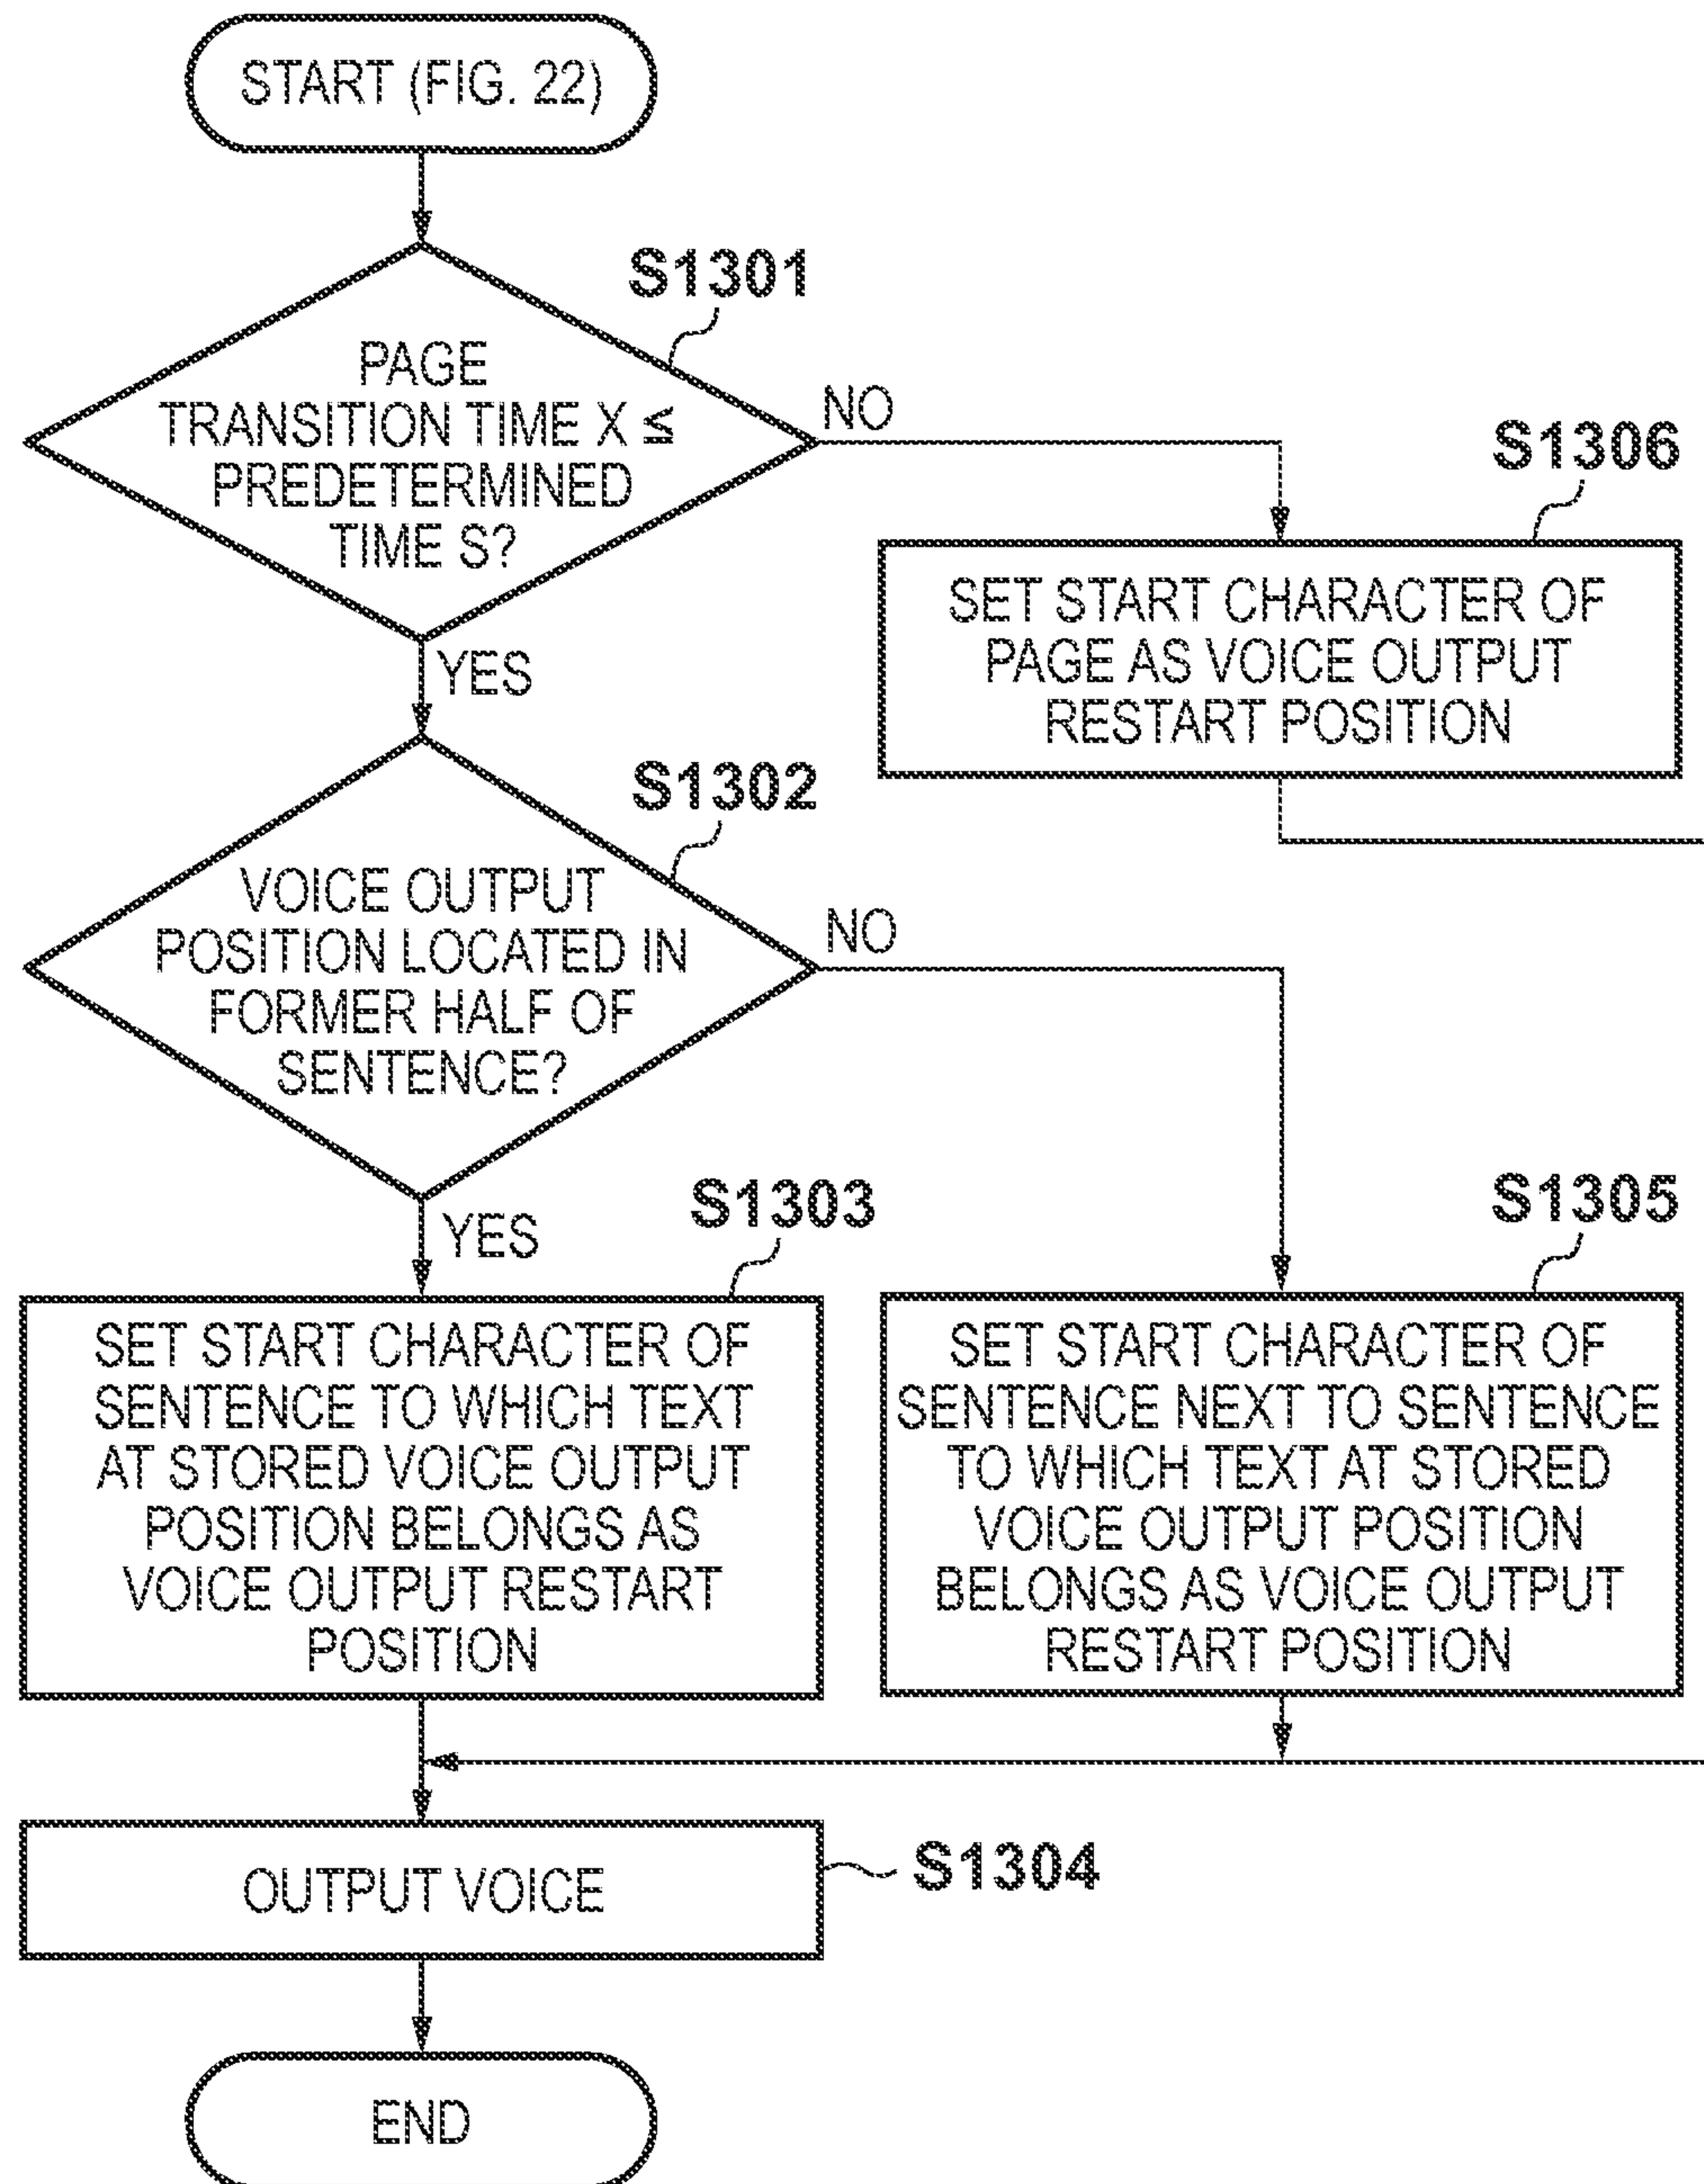 START (FIG. 22)
S1301
PAGE
TRANSITION TIME X ≤
PREDETERMINED
TIME S?
NO
YES
S1306
SET START CHARACTER OF
PAGE AS VOICE OUTPUT
RESTART POSITION
S1302
VOICE OUTPUT
POSITION LOCATED IN
FORMER HALF OF
SENTENCE?
NO
YES
S1303
SET START CHARACTER OF
SENTENCE TO WHICH TEXT
AT STORED VOICE OUTPUT
POSITION BELONGS AS
VOICE OUTPUT RESTART
POSITION
S1305
SET START CHARACTER OF
SENTENCE NEXT TO SENTENCE
TO WHICH TEXT AT STORED
VOICE OUTPUT POSITION
BELONGS AS VOICE OUTPUT
RESTART POSITION
OUTPUT VOICE
S1304
END